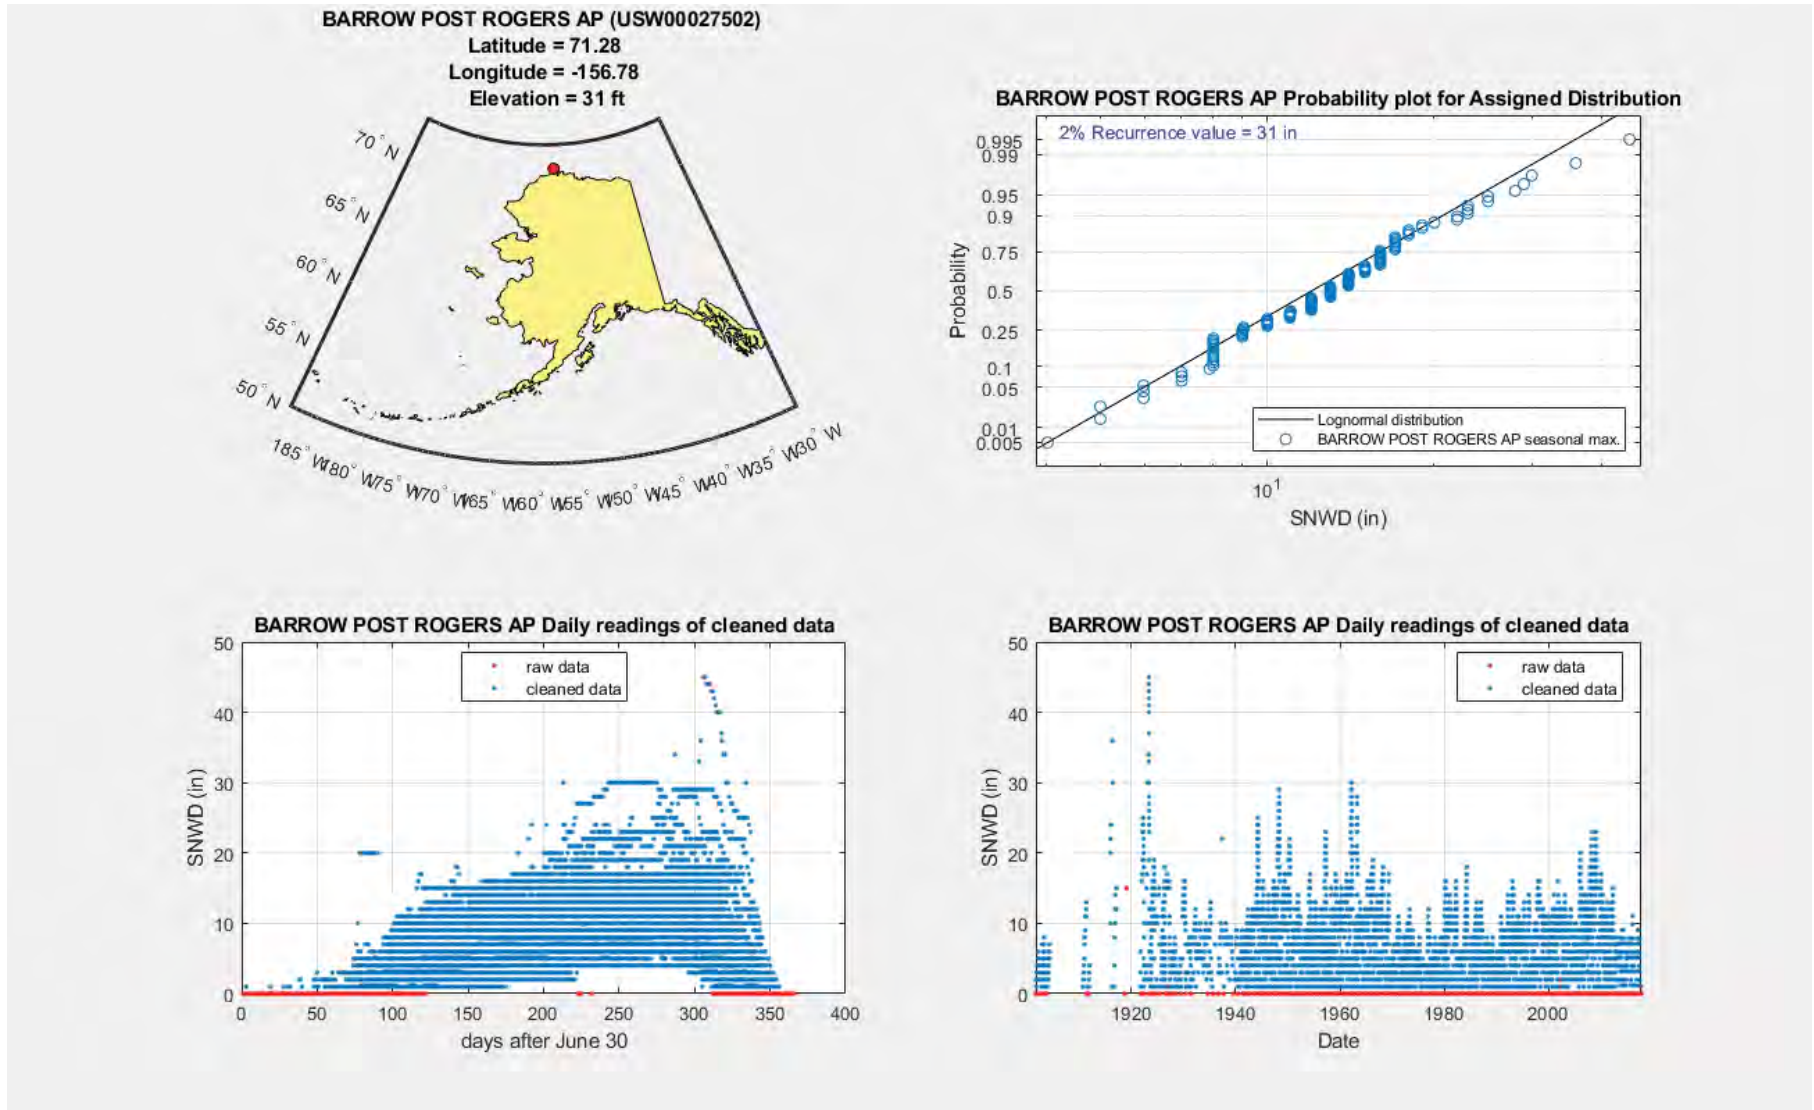 BARROW POST ROGERS AP (USW00027502)
Latitude = 71.28
Longitude = -156.78
Elevation = 31 ft
70° N
65° N
60° N
55° N
50° N
185° W
180° W
175° W
170° W
165° W
160° W
155° W
150° W
145° W
140° W
135° W
130° W
BARROW POST ROGERS AP Probability plot for Assigned Distribution
2% Recurrence value = 31 in
0.995
0.99
0.95
0.9
0.75
0.5
0.25
0.1
0.05
0.01
0.005
Probability
Lognormal distribution
BARROW POST ROGERS AP seasonal max.
10^1
SNWD (in)
BARROW POST ROGERS AP Daily readings of cleaned data
raw data
cleaned data
50
40
30
20
10
0
SNWD (in)
0 50 100 150 200 250 300 350 400
days after June 30
BARROW POST ROGERS AP Daily readings of cleaned data
raw data
cleaned data
50
40
30
20
10
0
SNWD (in)
1920 1940 1960 1980 2000
Date